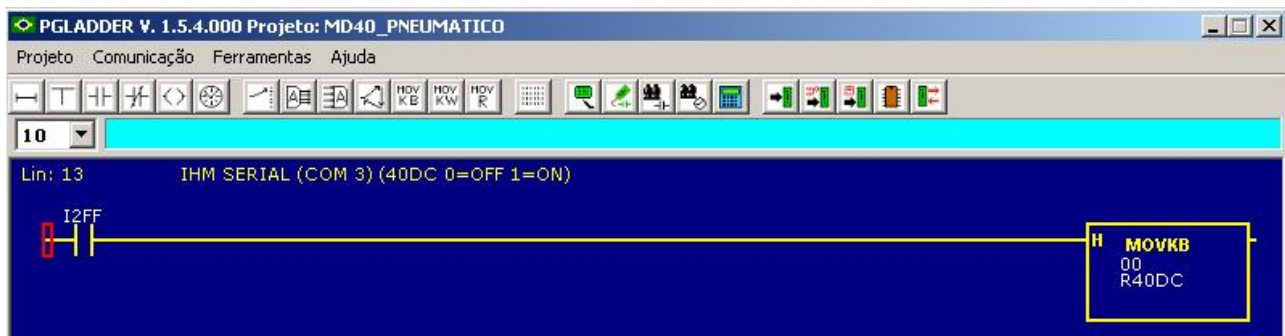 PGLADDER V. 1.5.4.000 Projeto: MD40_PNEUMATICO
Projeto Comunicação Ferramentas Ajuda
MOV KB MOV KW MOV R
10
Lin: 13 IHM SERIAL (COM 3) (40DC 0=OFF 1=ON)
I2FF
H MOVKB
00
R40DC